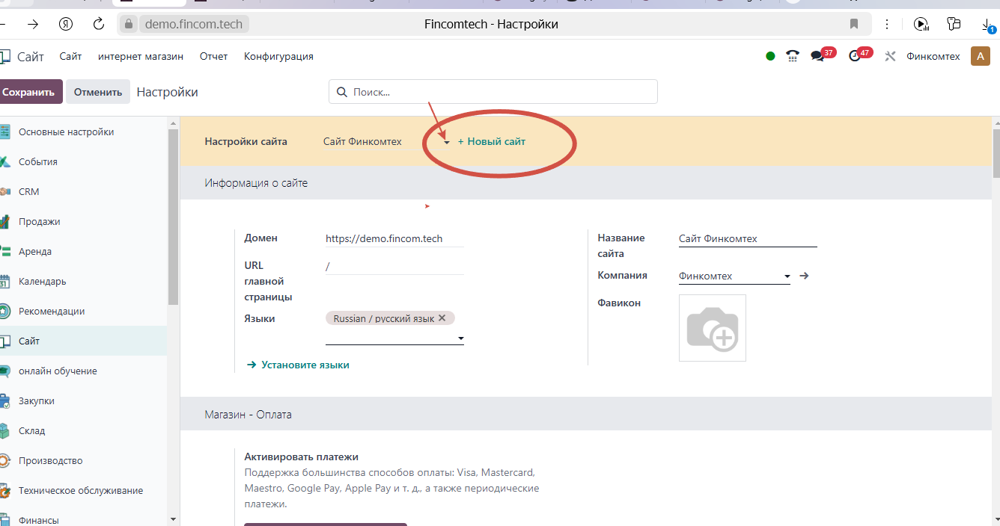 Я demo.fincom.tech Fincomtech - Настройки 1
Сайт Сайт интернет магазин Отчет Конфигурация 37 47 Финкомтех A
Сохранить Отменить Настройки Поиск...
Основные настройки
События
CRM
Продажи
Аренда
Календарь
Рекомендации
Сайт
онлайн обучение
Закупки
Склад
Производство
Техническое обслуживание
Финансы
Настройки сайта Сайт Финкомтех + Новый сайт
Информация о сайте
Домен https://demo.fincom.tech
URL главной страницы /
Языки Russian / русский язык ✕
→ Установите языки
Название сайта Сайт Финкомтех
Компания Финкомтех →
Фавикон
Магазин - Оплата
Активировать платежи
Поддержка большинства способов оплаты: Visa, Mastercard,
Maestro, Google Pay, Apple Pay и т. д., а также периодические
платежи.